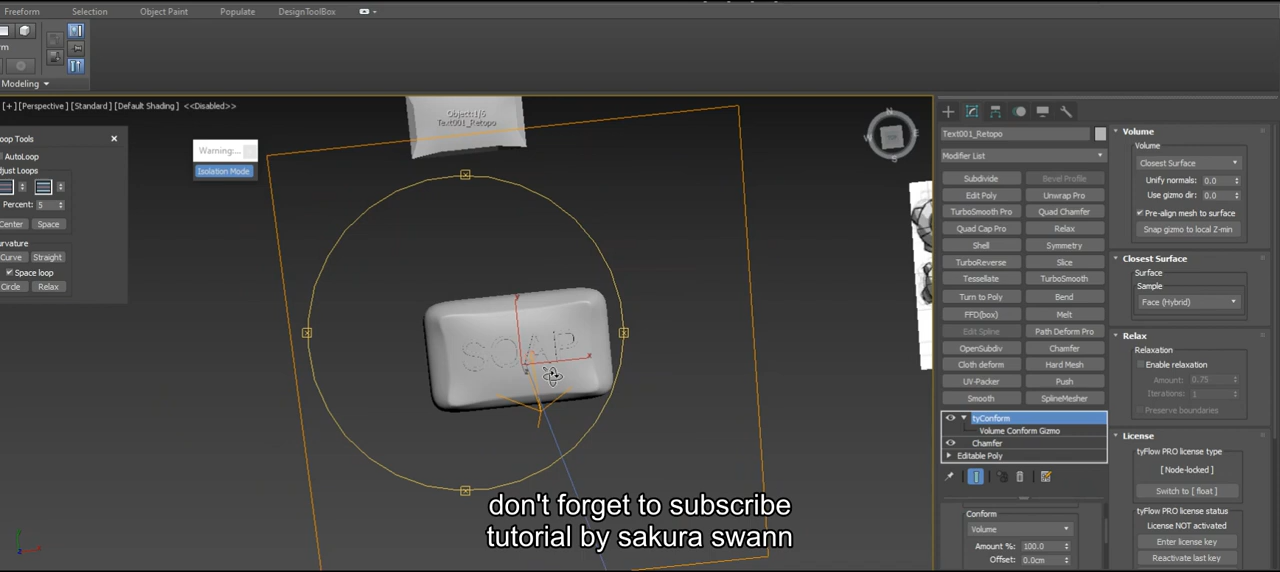 Freeform Selection Object Paint Populate DesignToolBox
Modeling
[+] [Perspective] [Standard] [Default Shading] <<Disabled>>
oop Tools
AutoLoop
djust Loops
Percent: 5
Center Space
urvature
Curve Straight
Space loop
Circle Relax
Warning:...
Isolation Mode
Text001_Retopo
SOAP
x
N
W
S
Text001_Retopo
Modifier List
Subdivide Bevel Profile
Edit Poly Unwrap Pro
TurboSmooth Pro Quad Chamfer
Quad Cap Pro Relax
Shell Symmetry
TurboReverse Slice
Tessellate TurboSmooth
Turn to Poly Bend
FFD(box) Melt
Edit Spline Path Deform Pro
OpenSubdiv Chamfer
Cloth deform Hard Mesh
UV-Packer Push
Smooth SplineMesher
tyConform
Volume Conform Gizmo
Chamfer
Editable Poly
Conform
Volume
Amount %: 100.0
Offset: 0.0cm
Volume
Volume
Closest Surface
Unify normals: 0.0
Use gizmo dir: 0.0
Pre-align mesh to surface
Snap gizmo to local Z-min
Closest Surface
Surface
Sample
Face (Hybrid)
Relax
Relaxation
Enable relaxation
Amount: 0.75
Iterations: 1
Preserve boundaries
License
tyFlow PRO license type
[ Node-locked ]
Switch to [ float ]
tyFlow PRO license status
License NOT activated
Enter license key
Reactivate last key
don't forget to subscribe
tutorial by sakura swann